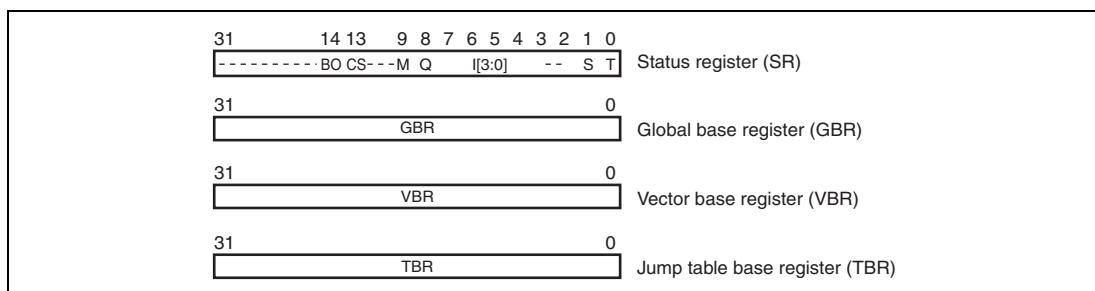 31 14 13 9 8 7 6 5 4 3 2 1 0
---------- BO CS---M Q I[3:0] -- S T Status register (SR)
31 0
GBR Global base register (GBR)
31 0
VBR Vector base register (VBR)
31 0
TBR Jump table base register (TBR)